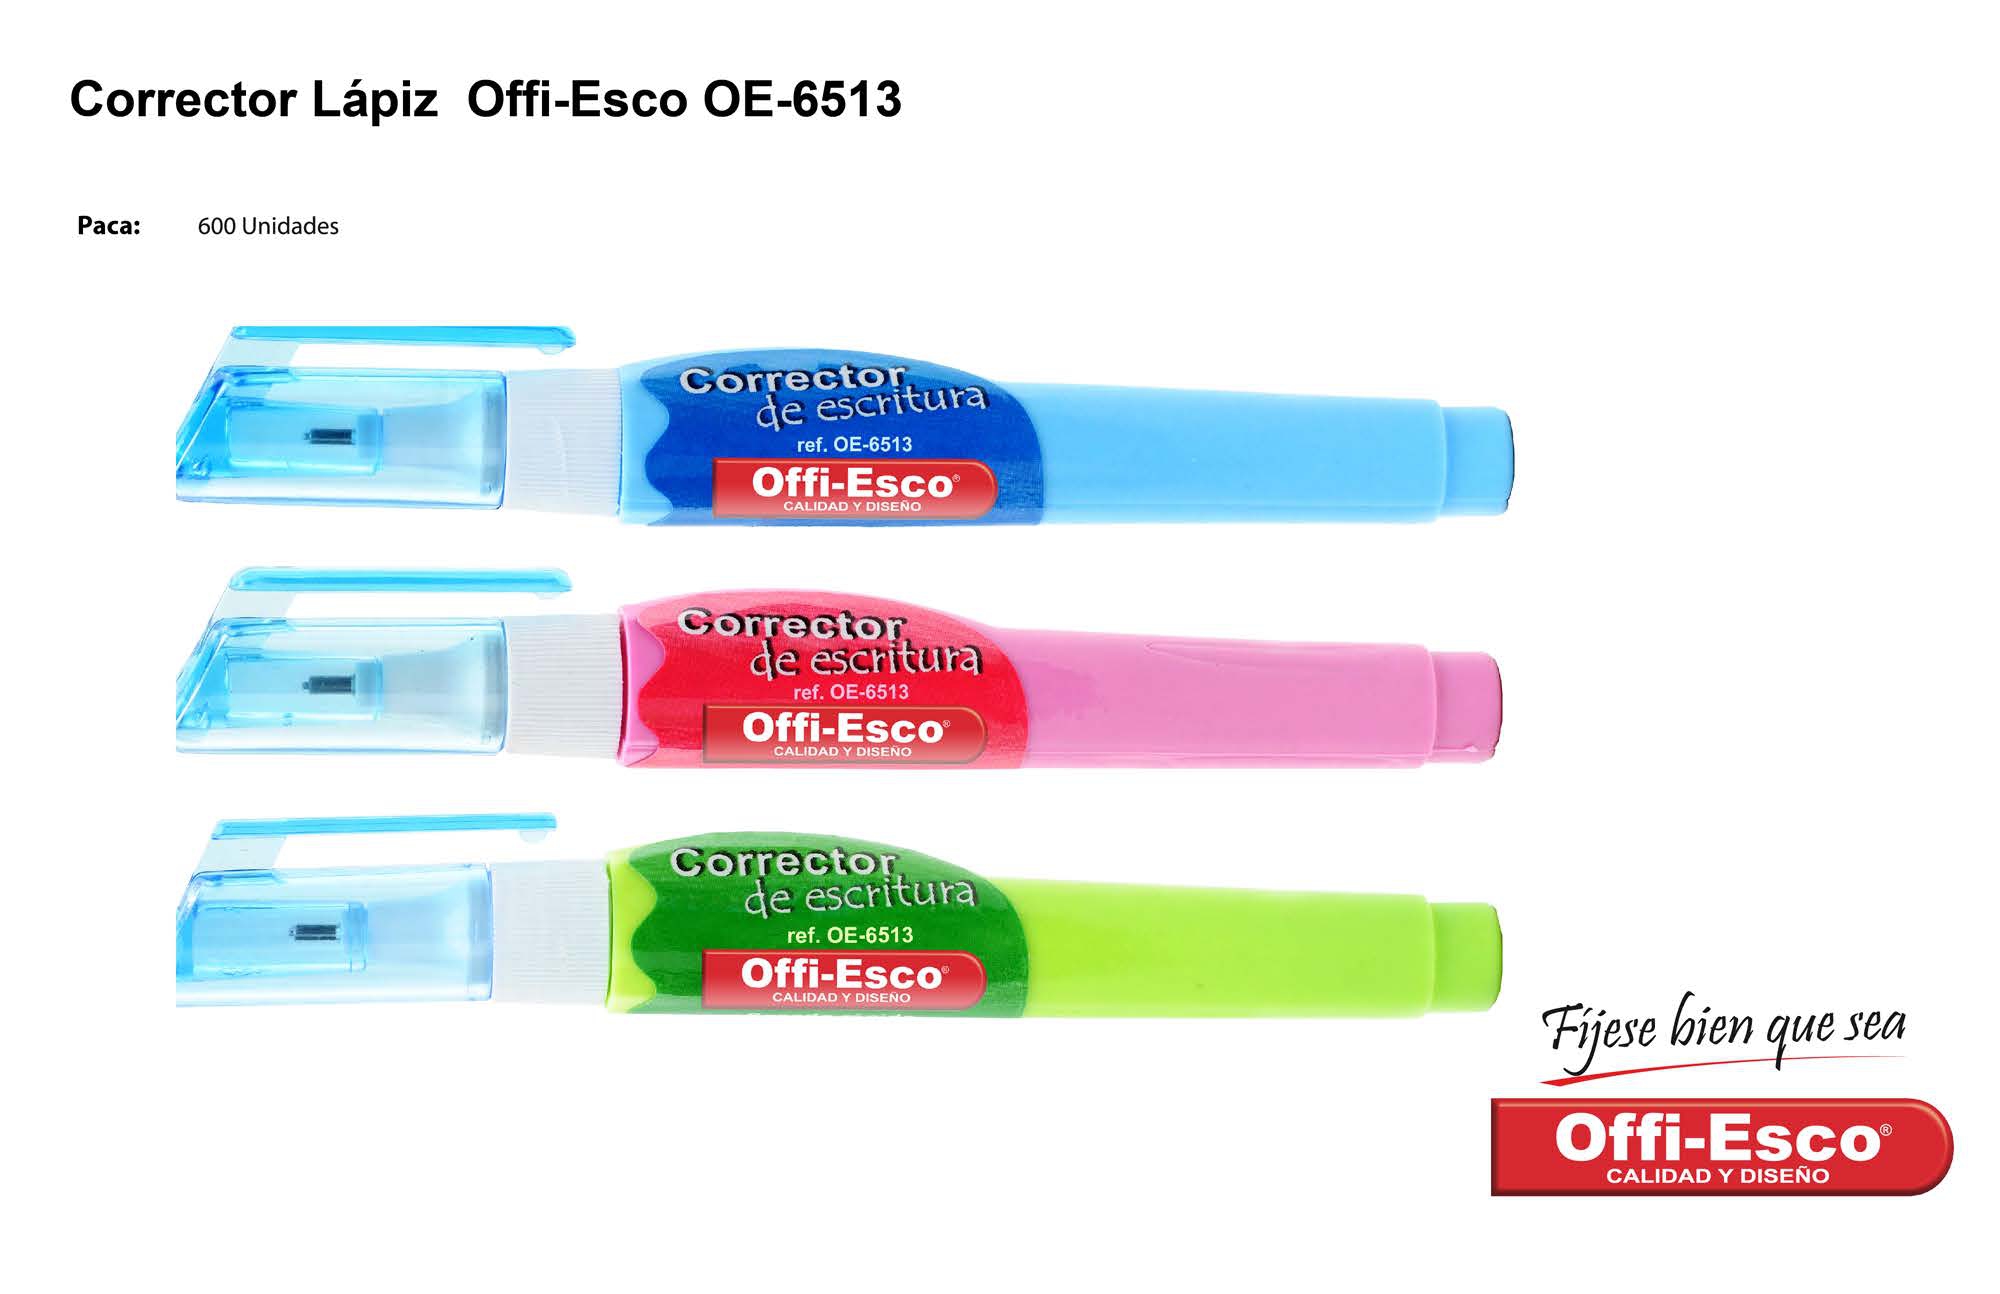 Corrector Lápiz  Offi-Esco OE-6513
Paca: 600 Unidades
Corrector
de escritura
ref. OE-6513
Offi-Esco®
CALIDAD Y DISEÑO
Corrector
de escritura
ref. OE-6513
Offi-Esco®
CALIDAD Y DISEÑO
Corrector
de escritura
ref. OE-6513
Offi-Esco®
CALIDAD Y DISEÑO
Fíjese bien que sea
Offi-Esco®
CALIDAD Y DISEÑO